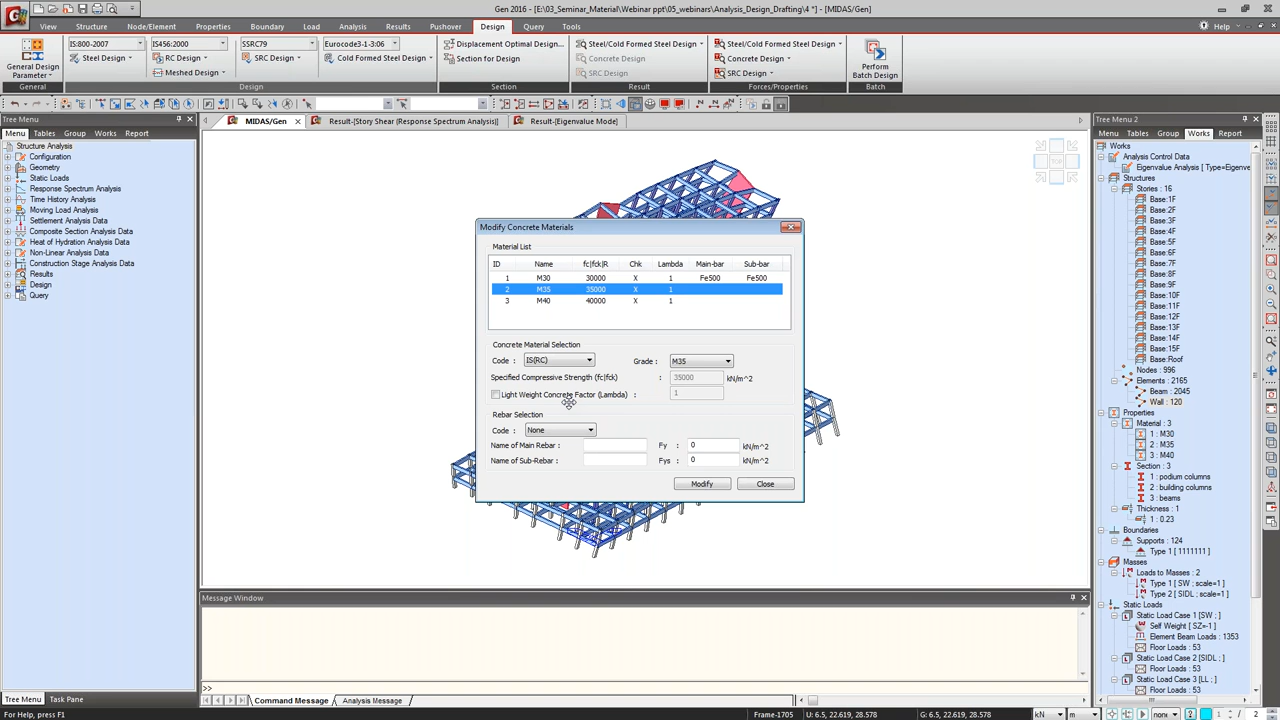 Gen 2016 - [E:\03_Seminar_Material\Webinar ppt\05_webinars\Analysis_Design_Drafting\4 *] - [MIDAS/Gen]
View Structure Node/Element Properties Boundary Load Analysis Results Pushover Design Query Tools Help
General Design Parameter
General
IS:800-2007 IS456:2000 SSRC79 Eurocode3-1-3:06
Steel Design RC Design SRC Design Cold Formed Steel Design
Meshed Design
Design
Displacement Optimal Design...
Section for Design
Section
Steel/Cold Formed Steel Design
Concrete Design
SRC Design
Result
Steel/Cold Formed Steel Design
Concrete Design
SRC Design
Forces/Properties
Perform Batch Design
Batch
Tree Menu
Menu Tables Group Works Report
Structure Analysis
Configuration
Geometry
Static Loads
Response Spectrum Analysis
Time History Analysis
Moving Load Analysis
Settlement Analysis Data
Composite Section Analysis Data
Heat of Hydration Analysis Data
Non-Linear Analysis Data
Construction Stage Analysis Data
Results
Design
Query
Tree Menu Task Pane
MIDAS/Gen Result-[Story Shear (Response Spectrum Analysis)] Result-[Eigenvalue Mode]
TOP
Modify Concrete Materials
Material List
ID Name fc|fck|R Chk Lambda Main-bar Sub-bar
1 M30 30000 X 1 Fe500 Fe500
2 M35 35000 X 1
3 M40 40000 X 1
Concrete Material Selection
Code : IS(RC) Grade : M35
Specified Compressive Strength (fc|fck) : 35000 kN/m^2
Light Weight Concrete Factor (Lambda) : 1
Rebar Selection
Code : None
Name of Main Rebar : Fy : 0 kN/m^2
Name of Sub-Rebar : Fys : 0 kN/m^2
Modify Close
Message Window
>>
Command Message Analysis Message
Tree Menu 2
Menu Tables Group Works Report
Works
Analysis Control Data
Eigenvalue Analysis [ Type=Eigenve
Structures
Stories : 16
Base:1F
Base:2F
Base:3F
Base:4F
Base:5F
Base:6F
Base:7F
Base:8F
Base:9F
Base:10F
Base:11F
Base:12F
Base:13F
Base:14F
Base:15F
Base:Roof
Nodes : 996
Elements : 2165
Beam : 2045
Wall : 120
Properties
Material : 3
1 : M30
2 : M35
3 : M40
Section : 3
1 : podium columns
2 : building columns
3 : beams
Thickness : 1
1 : 0.23
Boundaries
Supports : 124
Type 1 [ 1111111 ]
Masses
Loads to Masses : 2
Type 1 [ SW ; scale=1 ]
Type 2 [ SIDL ; scale=1 ]
Static Loads
Static Load Case 1 [SW ; ]
Self Weight [ SZ=-1 ]
Element Beam Loads : 1353
Floor Loads : 53
Static Load Case 2 [SIDL ; ]
Floor Loads : 53
Static Load Case 3 [LL ; ]
Floor Loads : 53
For Help, press F1 Frame-1705 U: 6.5, 22.619, 28.578 G: 6.5, 22.619, 28.578 kN m none 1 / 2